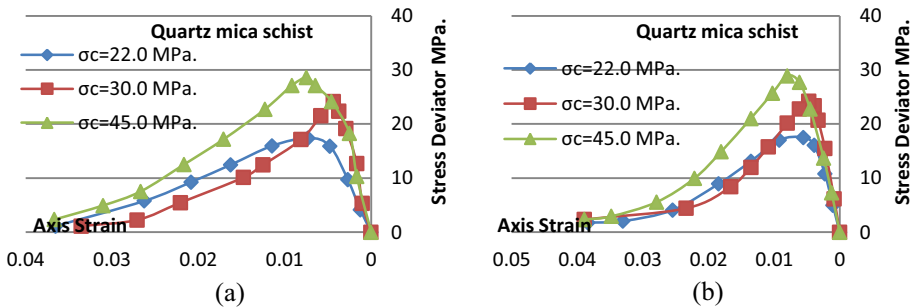 Quartz mica schist
σc=22.0 MPa.
σc=30.0 MPa.
σc=45.0 MPa.
Axis Strain
0.04 0.03 0.02 0.01 0
40
30
20
10
0
Stress Deviator MPa.
(a)
Quartz mica schist
σc=22.0 MPa.
σc=30.0 MPa.
σc=45.0 MPa.
Axis Strain
0.05 0.04 0.03 0.02 0.01 0
40
30
20
10
0
Stress Deviator MPa.
(b)